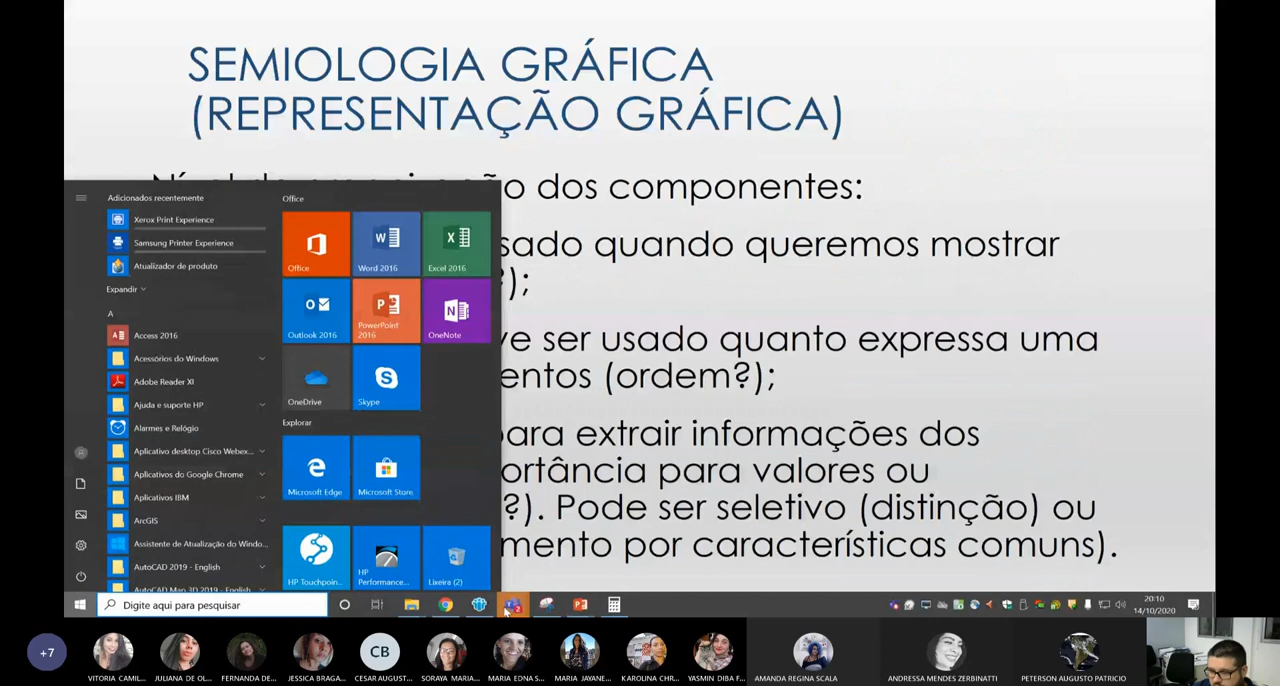 SEMIOLOGIA GRÁFICA
(REPRESENTAÇÃO GRÁFICA)
dos componentes:
sado quando queremos mostrar
?);
ve ser usado quanto expressa uma
entos (ordem?);
para extrair informações dos
ortância para valores ou
?). Pode ser seletivo (distinção) ou
mento por características comuns).
Adicionados recentemente
Xerox Print Experience
Samsung Printer Experience
Atualizador de produto
Expandir
A
Access 2016
Acessórios do Windows
Adobe Reader XI
Ajuda e suporte HP
Alarmes e Relógio
Aplicativo desktop Cisco Webex...
Aplicativos do Google Chrome
Aplicativos IBM
ArcGIS
Assistente de Atualização do Windo...
AutoCAD 2019 - English
AutoCAD Map 3D 2019 - English
Office
Office
Word 2016
Excel 2016
Outlook 2016
PowerPoint 2016
OneNote
OneDrive
Skype
Explorar
Microsoft Edge
Microsoft Store
HP Touchpoin...
HP Performance...
Lixeira (2)
Digite aqui para pesquisar
20:10
14/10/2020
+7
CB
VITORIA CAMIL...
JULIANA DE OL...
FERNANDA DE...
JESSICA BRAGA...
CESAR AUGUST...
SORAYA MARIA...
MARIA EDNA S...
MARIA JAYANE...
KAROLINA CHR...
YASMIN DIBA F...
AMANDA REGINA SCALA
ANDRESSA MENDES ZERBINATTI
PETERSON AUGUSTO PATRICIO